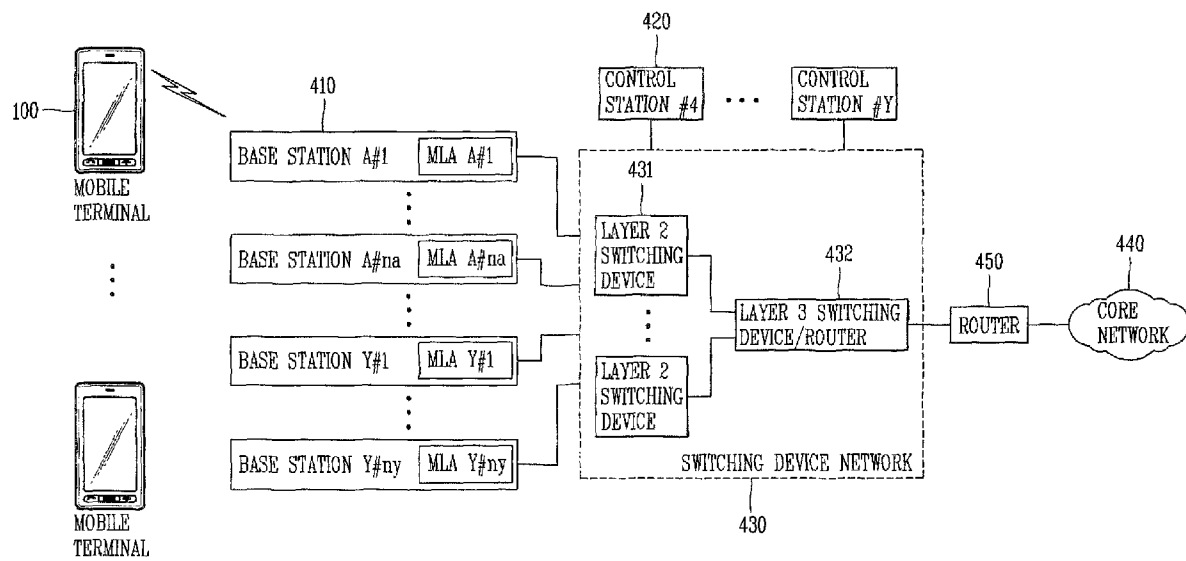 420
CONTROL
STATION #4
CONTROL
STATION #Y
100
410
MOBILE
TERMINAL
BASE STATION A#1
MLA A#1
BASE STATION A#na
MLA A#na
BASE STATION Y#1
MLA Y#1
BASE STATION Y#ny
MLA Y#ny
MOBILE
TERMINAL
431
LAYER 2
SWITCHING
DEVICE
LAYER 2
SWITCHING
DEVICE
432
LAYER 3 SWITCHING
DEVICE/ROUTER
SWITCHING DEVICE NETWORK
430
450
ROUTER
440
CORE
NETWORK